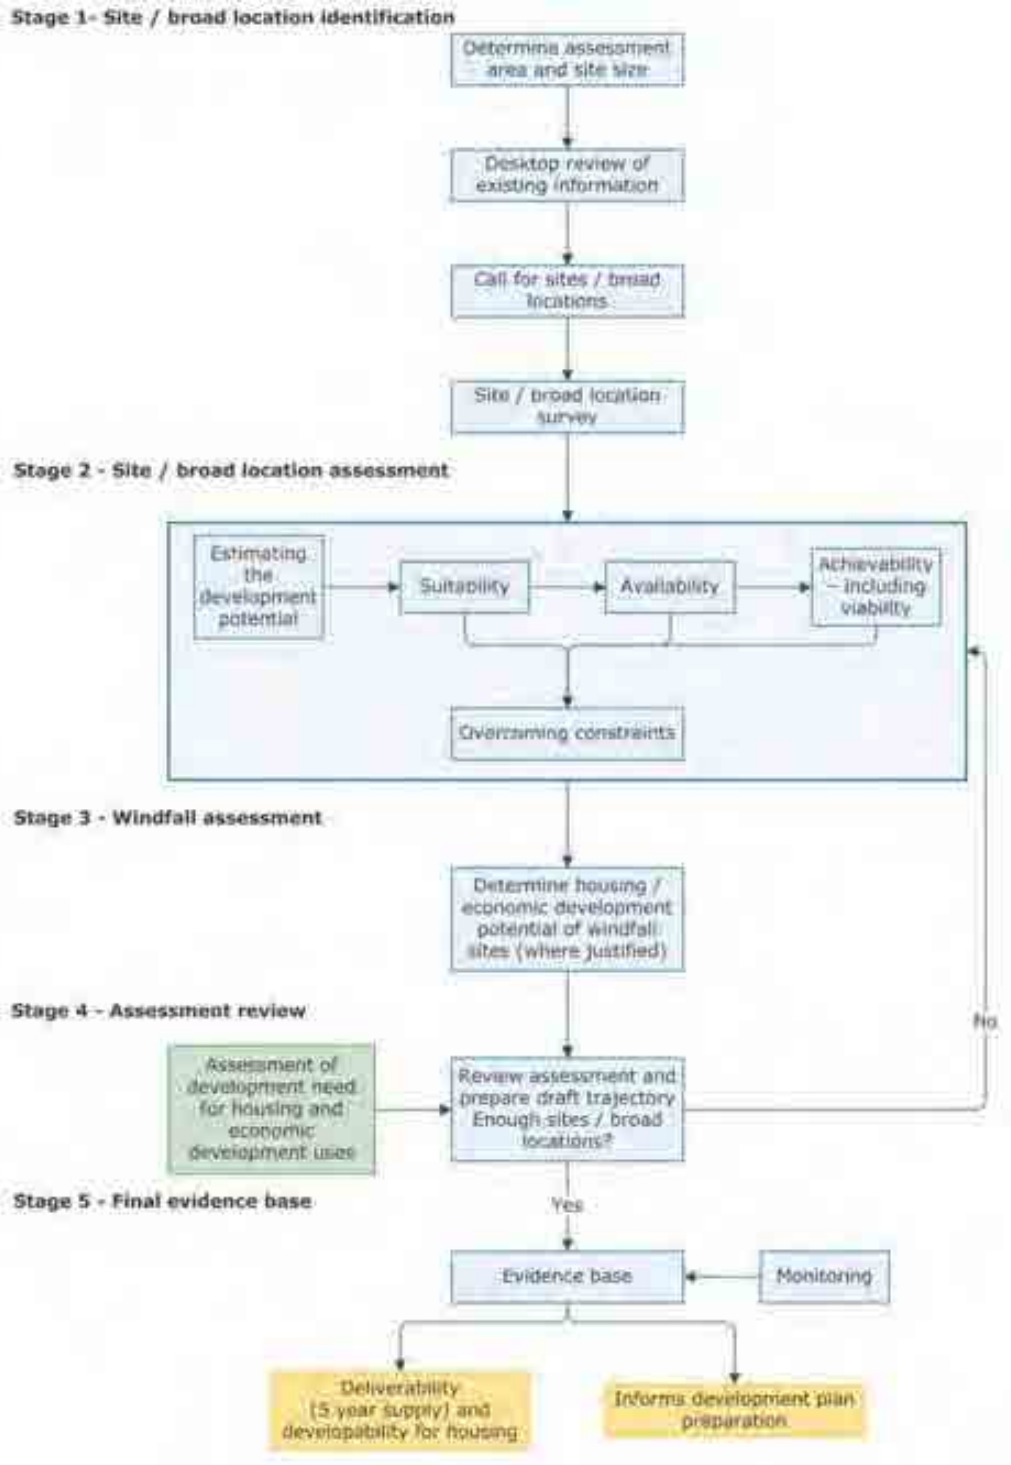 Stage 1- Site / broad location identification
Determine assessment
area and site size
Desktop review of
existing information
Call for sites / broad
locations
Site / broad location
survey
Stage 2 - Site / broad location assessment
Estimating
the
development
potential
Suitability
Availability
Achievability
- including
viability
Overcoming constraints
Stage 3 - Windfall assessment
Determine housing /
economic development
potential of windfall
sites (where justified)
Stage 4 - Assessment review
No
Assessment of
development need
for housing and
economic
development uses
Review assessment and
prepare draft trajectory
Enough sites / broad
locations?
Stage 5 - Final evidence base
Yes
Evidence base
Monitoring
Deliverability
(5 year supply) and
developability for housing
Informs development plan
preparation